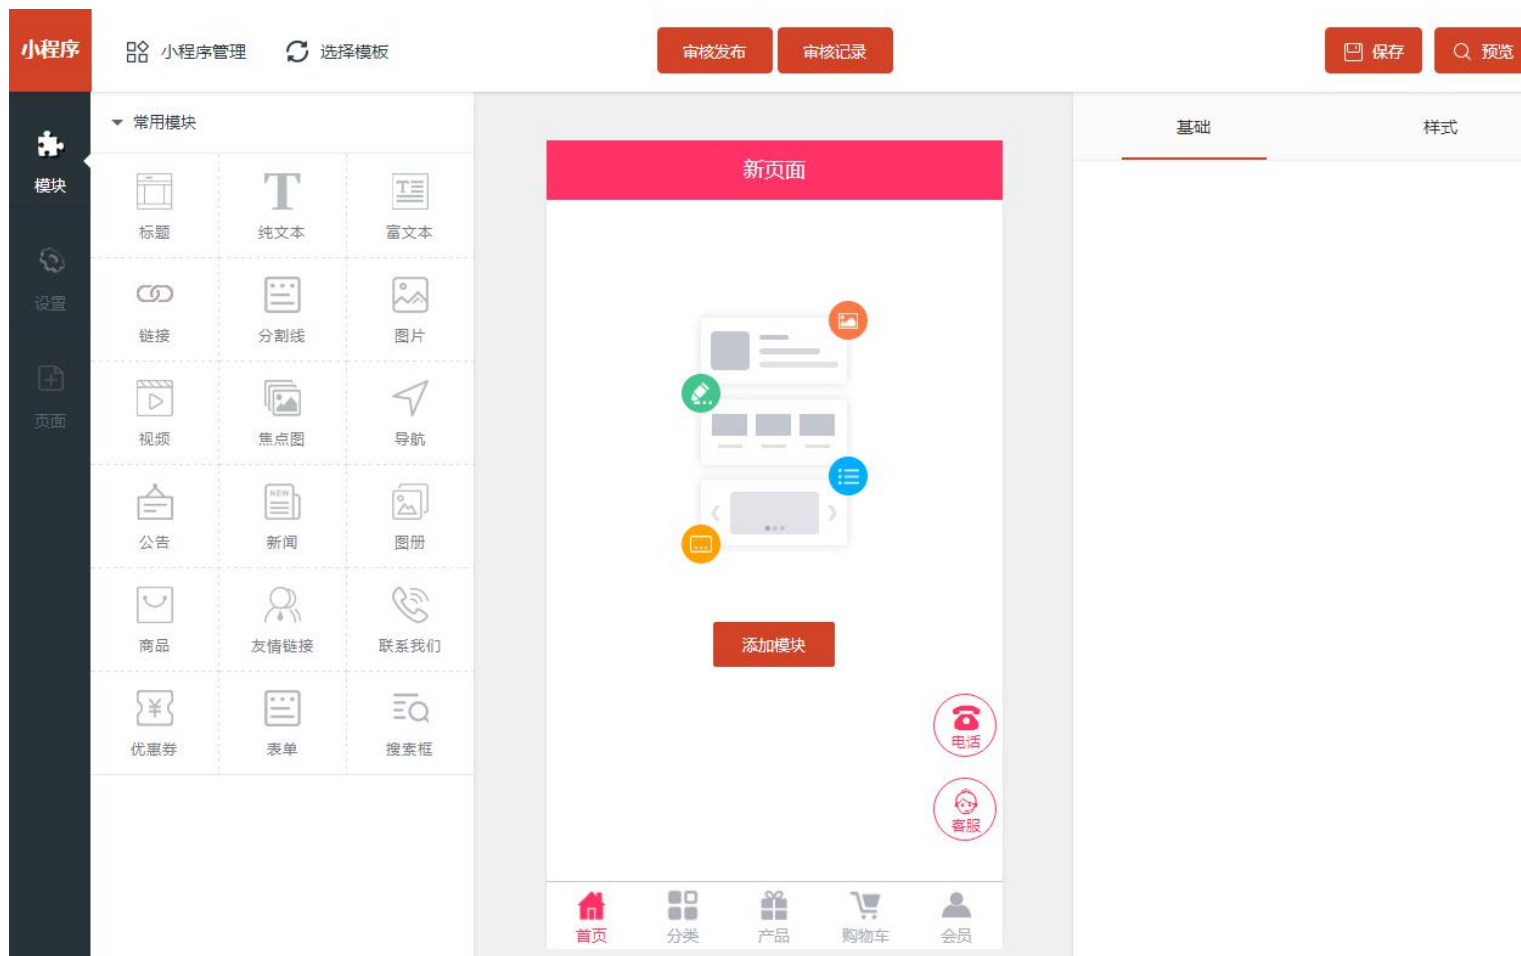 小程序
小程序管理
选择模板
审核发布
审核记录
保存
预览
模块
设置
页面
常用模块
标题
纯文本
富文本
链接
分割线
图片
视频
焦点图
导航
公告
NEW
新闻
图册
商品
友情链接
联系我们
优惠券
表单
搜索框
新页面
添加模块
电话
客服
首页
分类
产品
购物车
会员
基础
样式